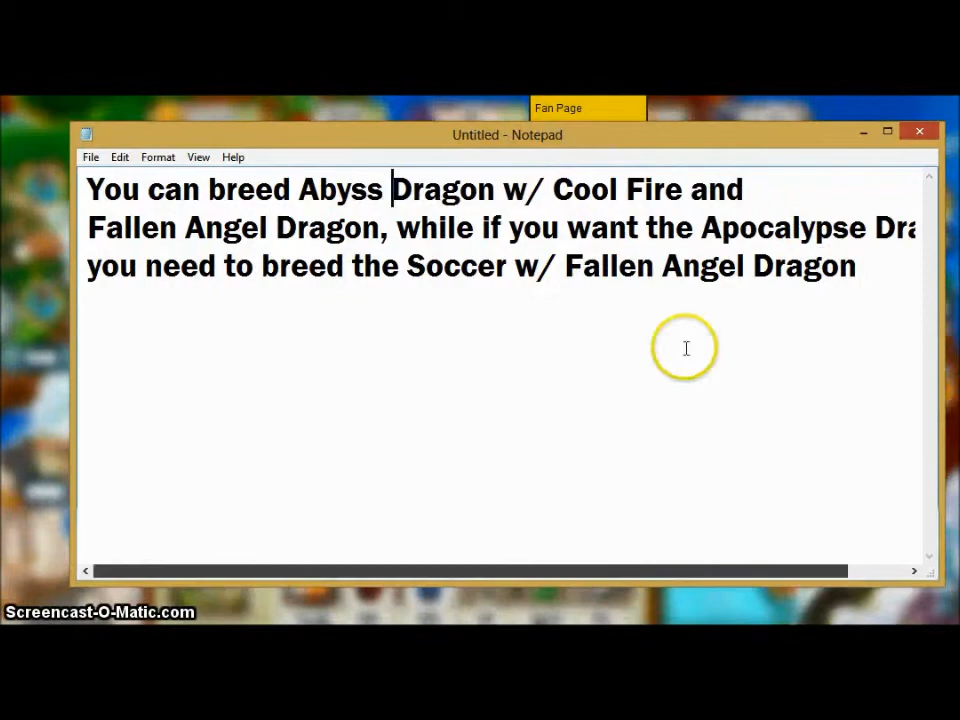 Fan Page
Untitled - Notepad
File Edit Format View Help
You can breed Abyss Dragon w/ Cool Fire and
Fallen Angel Dragon, while if you want the Apocalypse Dra
you need to breed the Soccer w/ Fallen Angel Dragon
Screencast-O-Matic.com